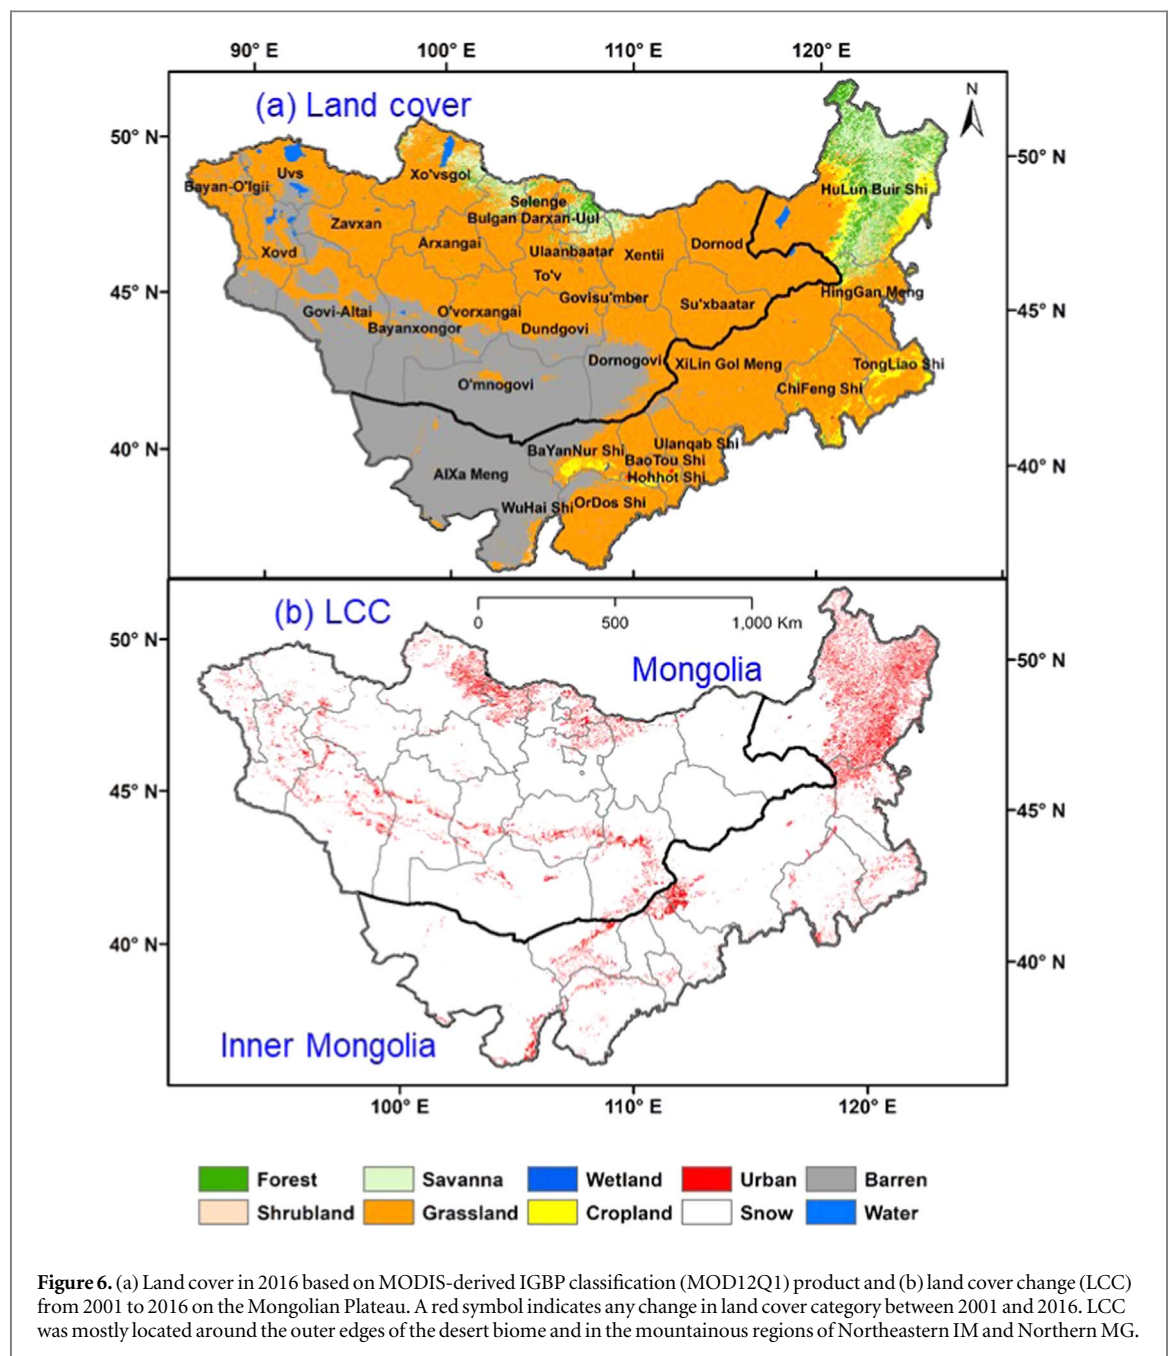 90° E 100° E 110° E 120° E
(a) Land cover
N
50° N
50° N
Bayan-O'lgii
Uvs
Xo'vsgol
HuLun Buir Shi
Selenge
Zavxan
Bulgan Darxan-Uul
Arxangai
Dornod
Xovd
Ulaanbaatar
Xentii
To'v
45° N
HingGan Meng
Govi-Altai
O'vorxangai
Govisu'mber
Su'xbaatar
45° N
Bayanxongor
Dundgovi
Dornogovi
XiLin Gol Meng
TongLiao Shi
O'mnogovi
ChiFeng Shi
40° N
BaYanNur Shi
Ulanqab Shi
BaoTou Shi
40° N
AlXa Meng
Hohhot Shi
WuHai Shi
OrDos Shi
(b) LCC
0 500 1,000 Km
50° N
Mongolia
50° N
45° N
45° N
40° N
40° N
Inner Mongolia
100° E 110° E 120° E
Forest Savanna Wetland Urban Barren
Shrubland Grassland Cropland Snow Water
Figure 6. (a) Land cover in 2016 based on MODIS-derived IGBP classification (MOD12Q1) product and (b) land cover change (LCC)
from 2001 to 2016 on the Mongolian Plateau. A red symbol indicates any change in land cover category between 2001 and 2016. LCC
was mostly located around the outer edges of the desert biome and in the mountainous regions of Northeastern IM and Northern MG.